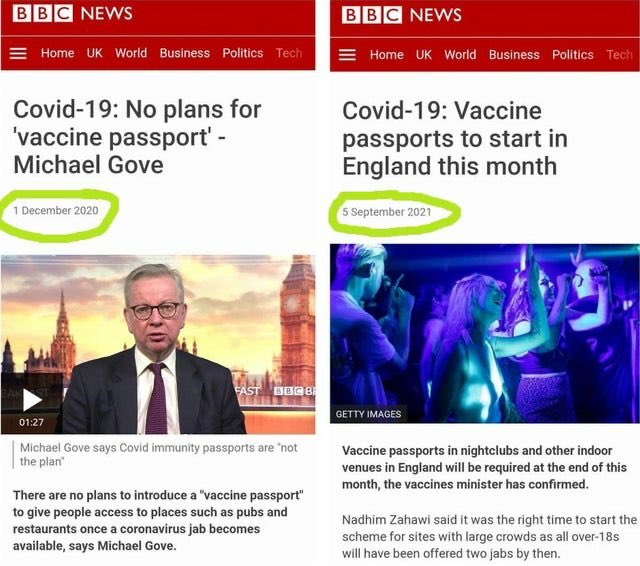 BBC NEWS
Home UK World Business Politics Tech
Covid-19: No plans for
'vaccine passport' -
Michael Gove
1 December 2020
01:27
FAST BBC BR
Michael Gove says Covid immunity passports are "not
the plan"
There are no plans to introduce a "vaccine passport"
to give people access to places such as pubs and
restaurants once a coronavirus jab becomes
available, says Michael Gove.
BBC NEWS
Home UK World Business Politics Tech
Covid-19: Vaccine
passports to start in
England this month
5 September 2021
GETTY IMAGES
Vaccine passports in nightclubs and other indoor
venues in England will be required at the end of this
month, the vaccines minister has confirmed.
Nadhim Zahawi said it was the right time to start the
scheme for sites with large crowds as all over-18s
will have been offered two jabs by then.